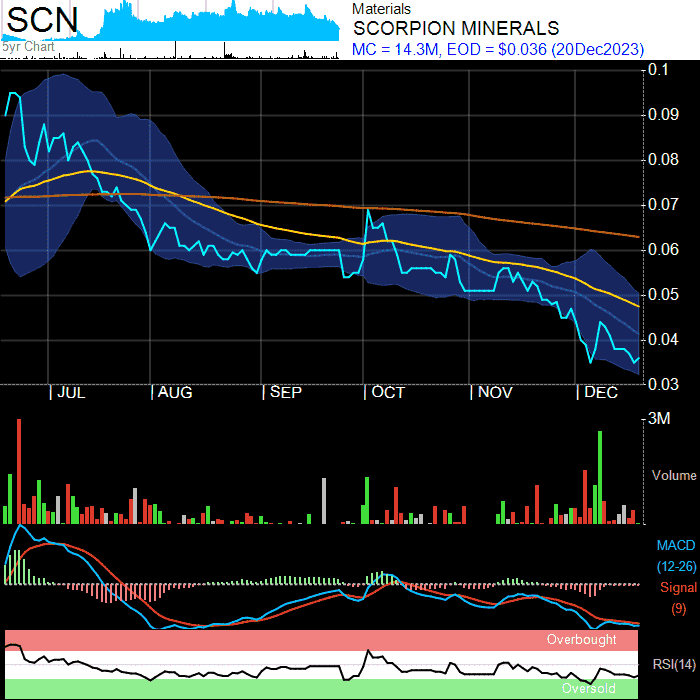 SCN
5yr Chart
Materials
SCORPION MINERALS
MC = 14.3M, EOD = $0.036 (20Dec2023)
0.1
0.09
0.08
0.07
0.06
0.05
0.04
0.03
| JUL | AUG | SEP | OCT | NOV | DEC
3M
Volume
MACD
(12-26)
Signal
(9)
Overbought
RSI(14)
Oversold